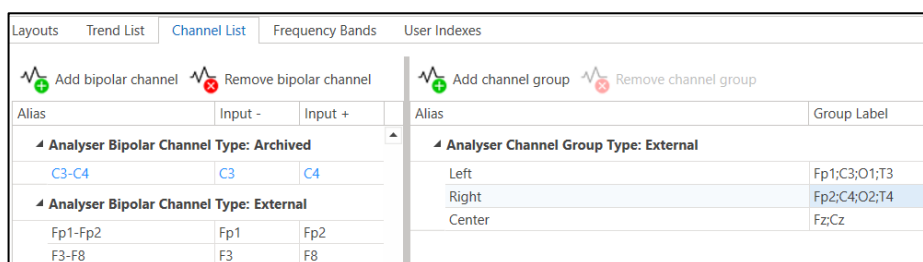 Layouts Trend List Channel List Frequency Bands User Indexes
Add bipolar channel Remove bipolar channel Add channel group Remove channel group
Alias Input - Input + Alias Group Label
Analyser Bipolar Channel Type: Archived Analyser Channel Group Type: External
C3-C4 C3 C4 Left Fp1;C3;O1;T3
Analyser Bipolar Channel Type: External Right Fp2;C4;O2;T4
Fp1-Fp2 Fp1 Fp2 Center Fz;Cz
F3-F8 F3 F8